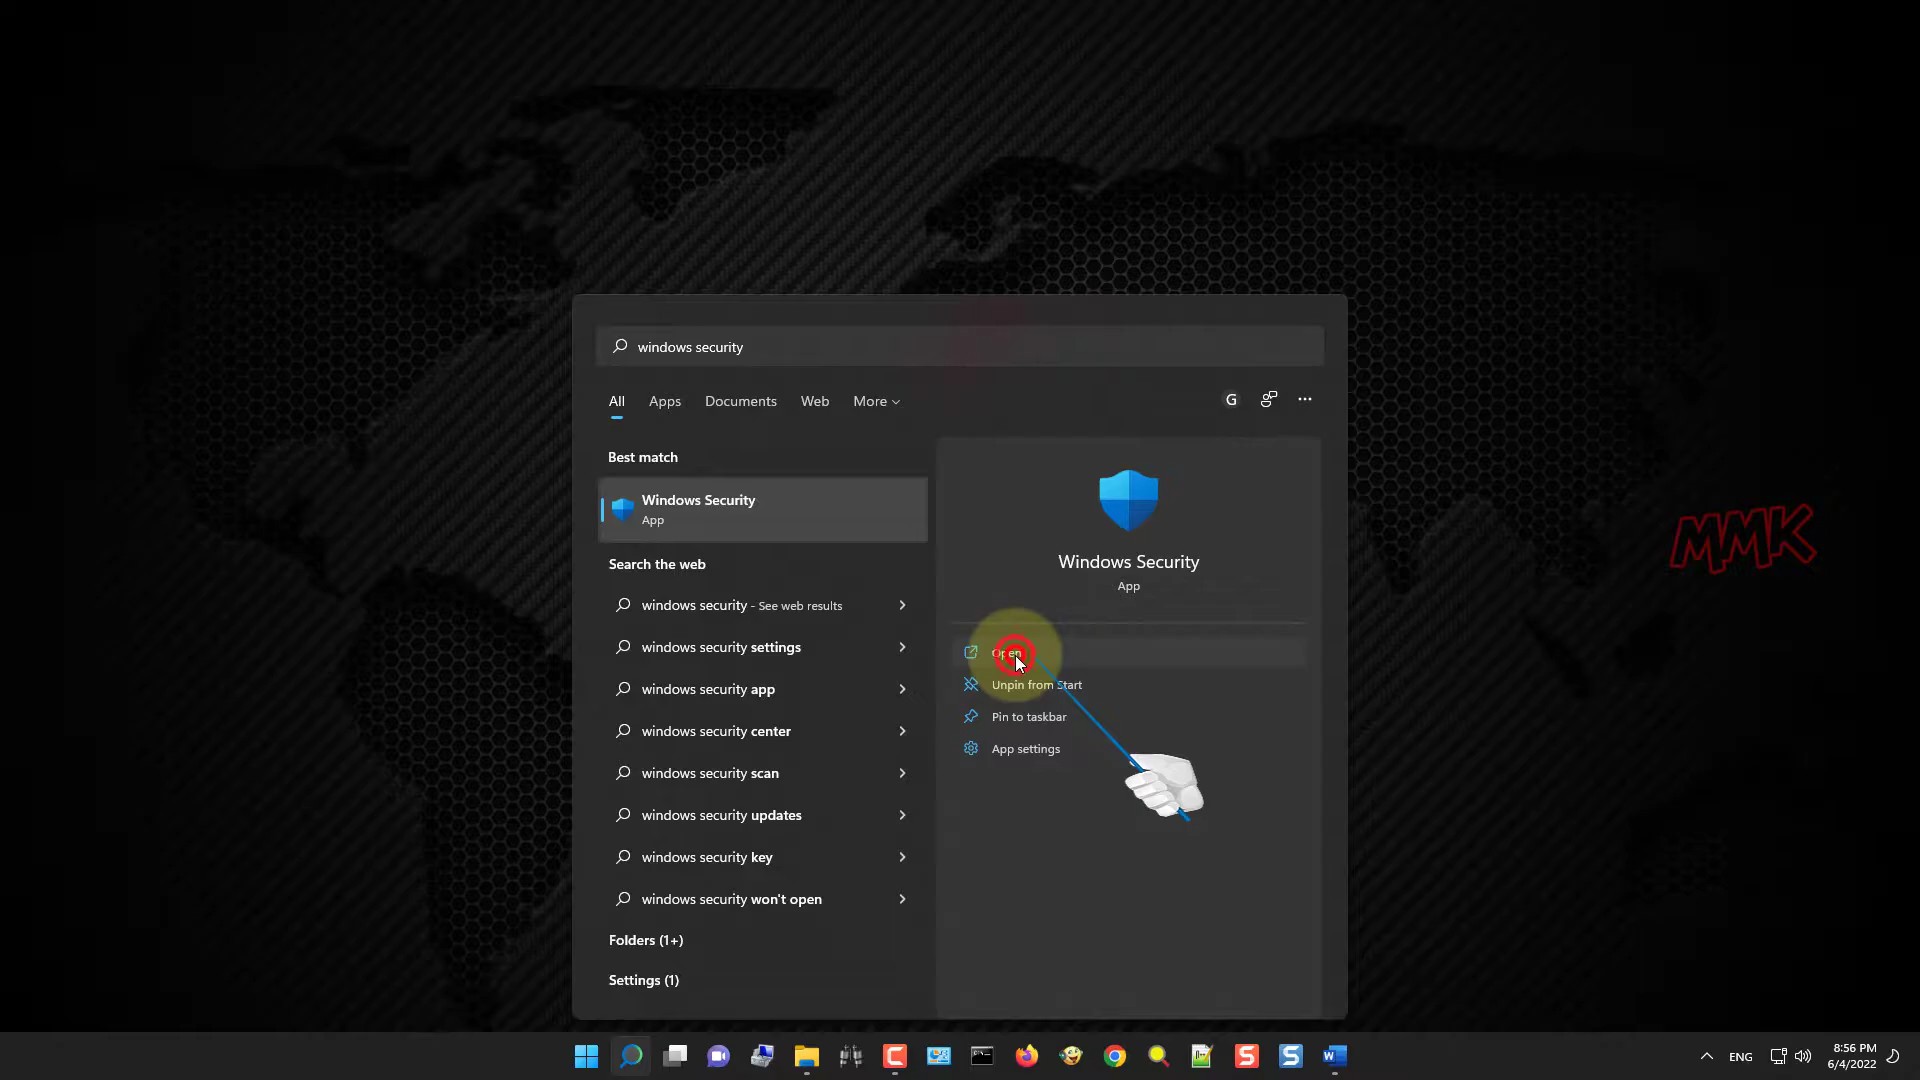 windows security
All Apps Documents Web More
G
Best match
Windows Security
App
Search the web
windows security - See web results
windows security settings
windows security app
windows security center
windows security scan
windows security updates
windows security key
windows security won't open
Folders (1+)
Settings (1)
Windows Security
App
Open
Unpin from Start
Pin to taskbar
App settings
MMK
ENG
8:56 PM
6/4/2022